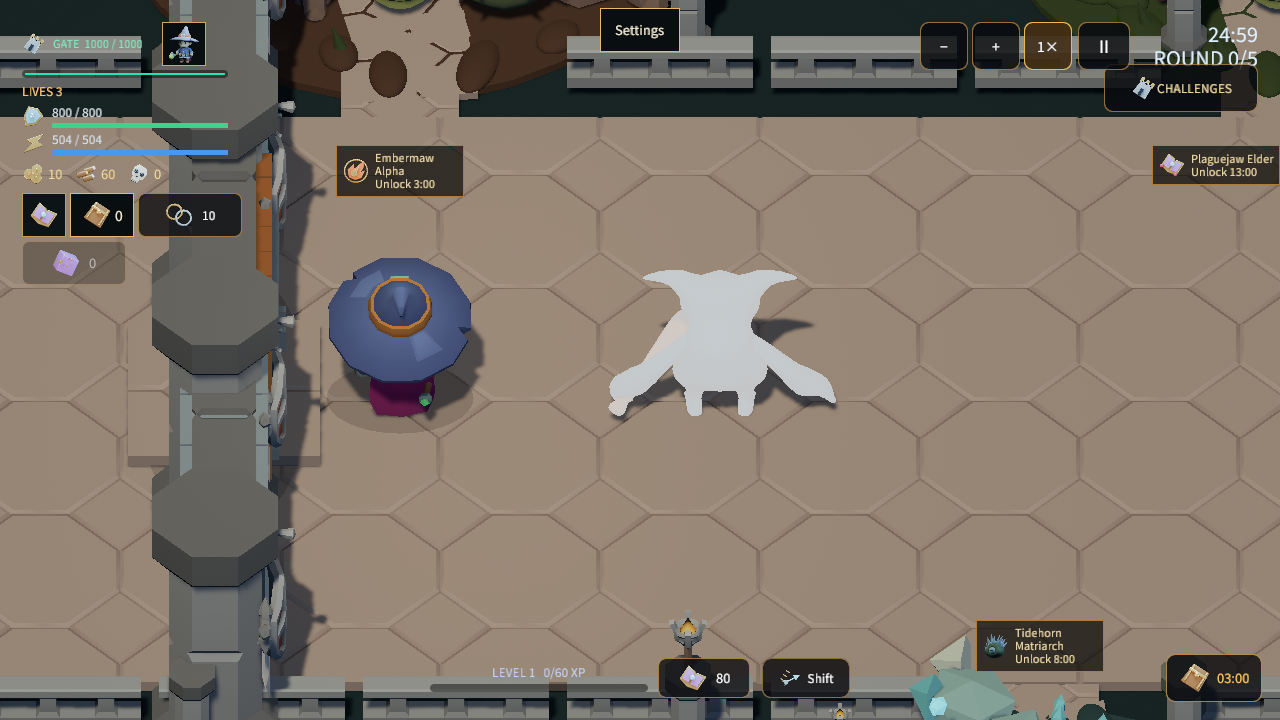 Settings
GATE 1000 / 1000
LIVES 3
800 / 800
504 / 504
10 60 0
0 10
0
− + 1× 
24:59
ROUND 0/5
CHALLENGES
Embermaw
Alpha
Unlock 3:00
Plaguejaw Elder
Unlock 13:00
Tidehorn
Matriarch
Unlock 8:00
LEVEL 1 0/60 XP
80
Shift
03:00